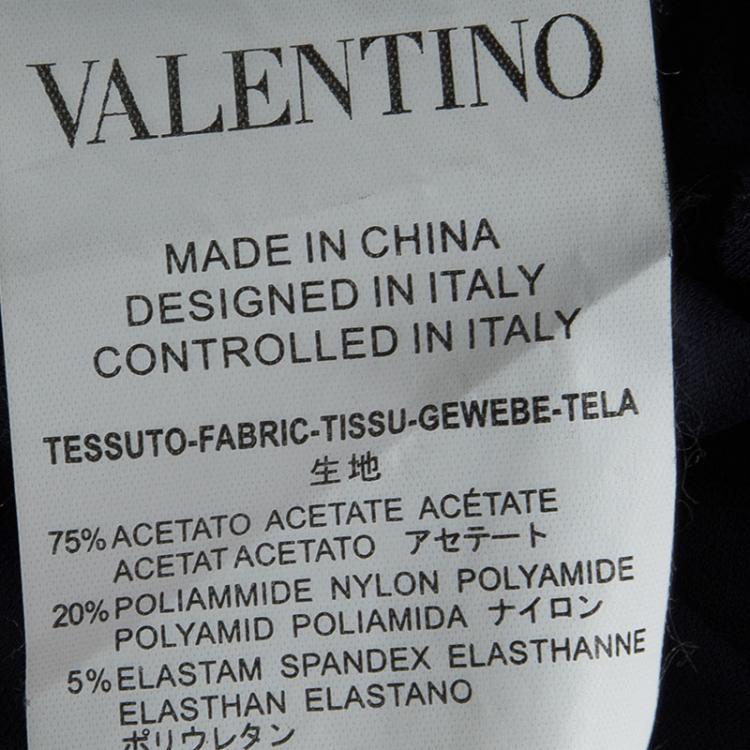 VALENTINO
MADE IN CHINA
DESIGNED IN ITALY
CONTROLLED IN ITALY
TESSUTO-FABRIC-TISSU-GEWEBE-TELA
生地
75% ACETATO ACETATE ACÉTATE
ACETAT ACETATO アセテート
20% POLIAMMIDE NYLON POLYAMIDE
POLYAMID POLIAMIDA ナイロン
5% ELASTAM SPANDEX ELASTHANNE
ELASTHAN ELASTANO
ポリウレタン